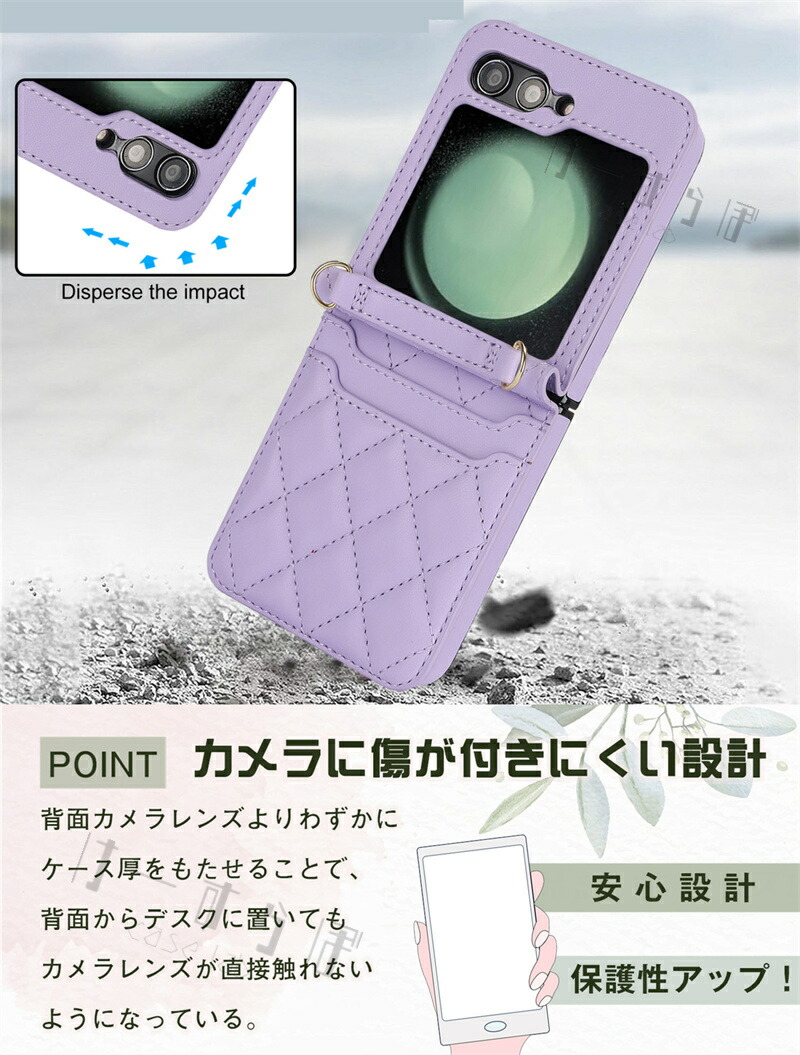 Disperse the impact
POINT
カメラに傷が付きにくい設計
背面カメラレンズよりわずかに
ケース厚をもたせることで、
背面からデスクに置いても
カメラレンズが直接触れない
ようになっている。
安心設計
保護性アップ！